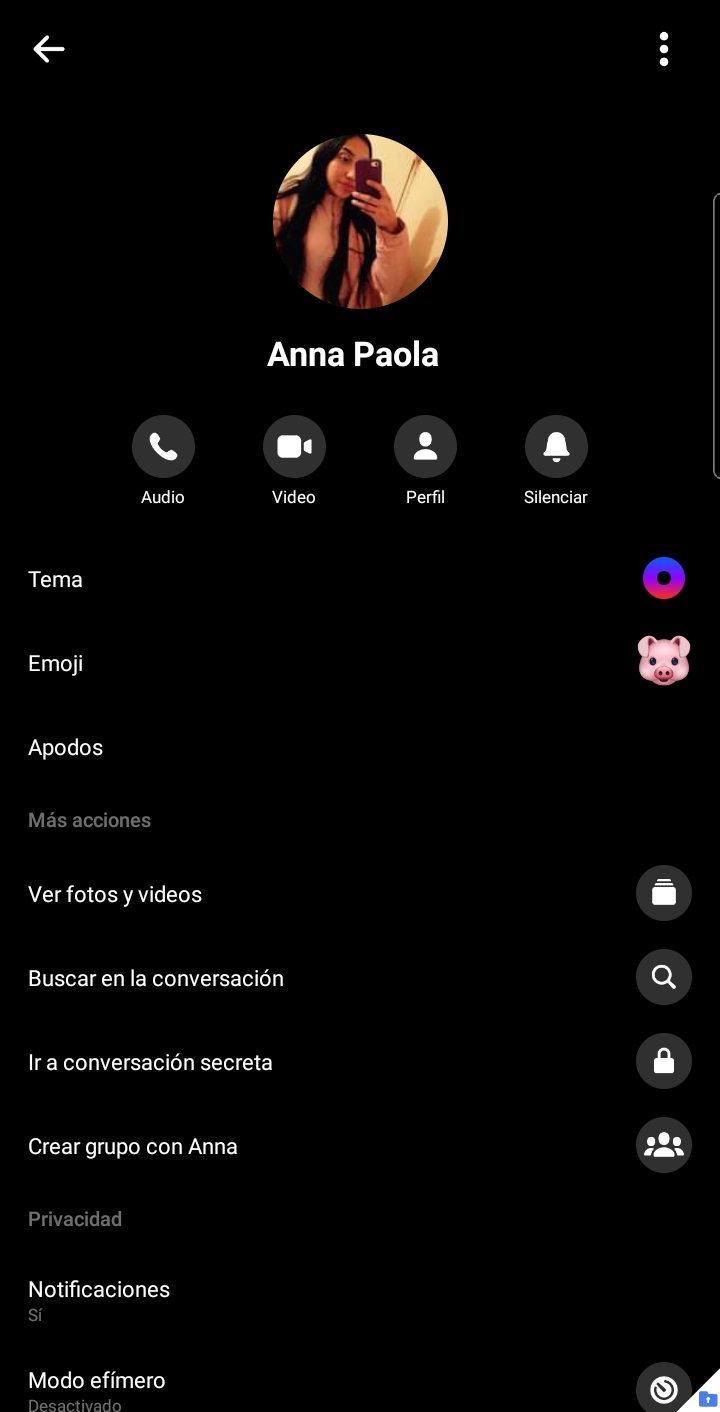 Anna Paola
Audio
Video
Perfil
Silenciar
Tema
Emoji
Apodos
Más acciones
Ver fotos y videos
Buscar en la conversación
Ir a conversación secreta
Crear grupo con Anna
Privacidad
Notificaciones
Sí
Modo efímero
Desactivado